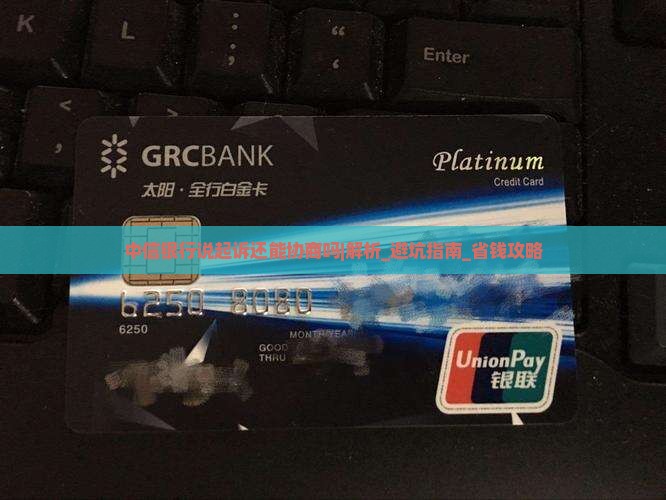 K
L
:
;
“
‘
Enter
<
,
>
.
GRCBANK
Platinum
Credit Card
太阳·全行白金卡
中信银行说起诉还能协商吗|解析_避坑指南_省钱攻略
6250 8080
6250
MONTH/YEAR
GOOD
THRU
UnionPay
银联